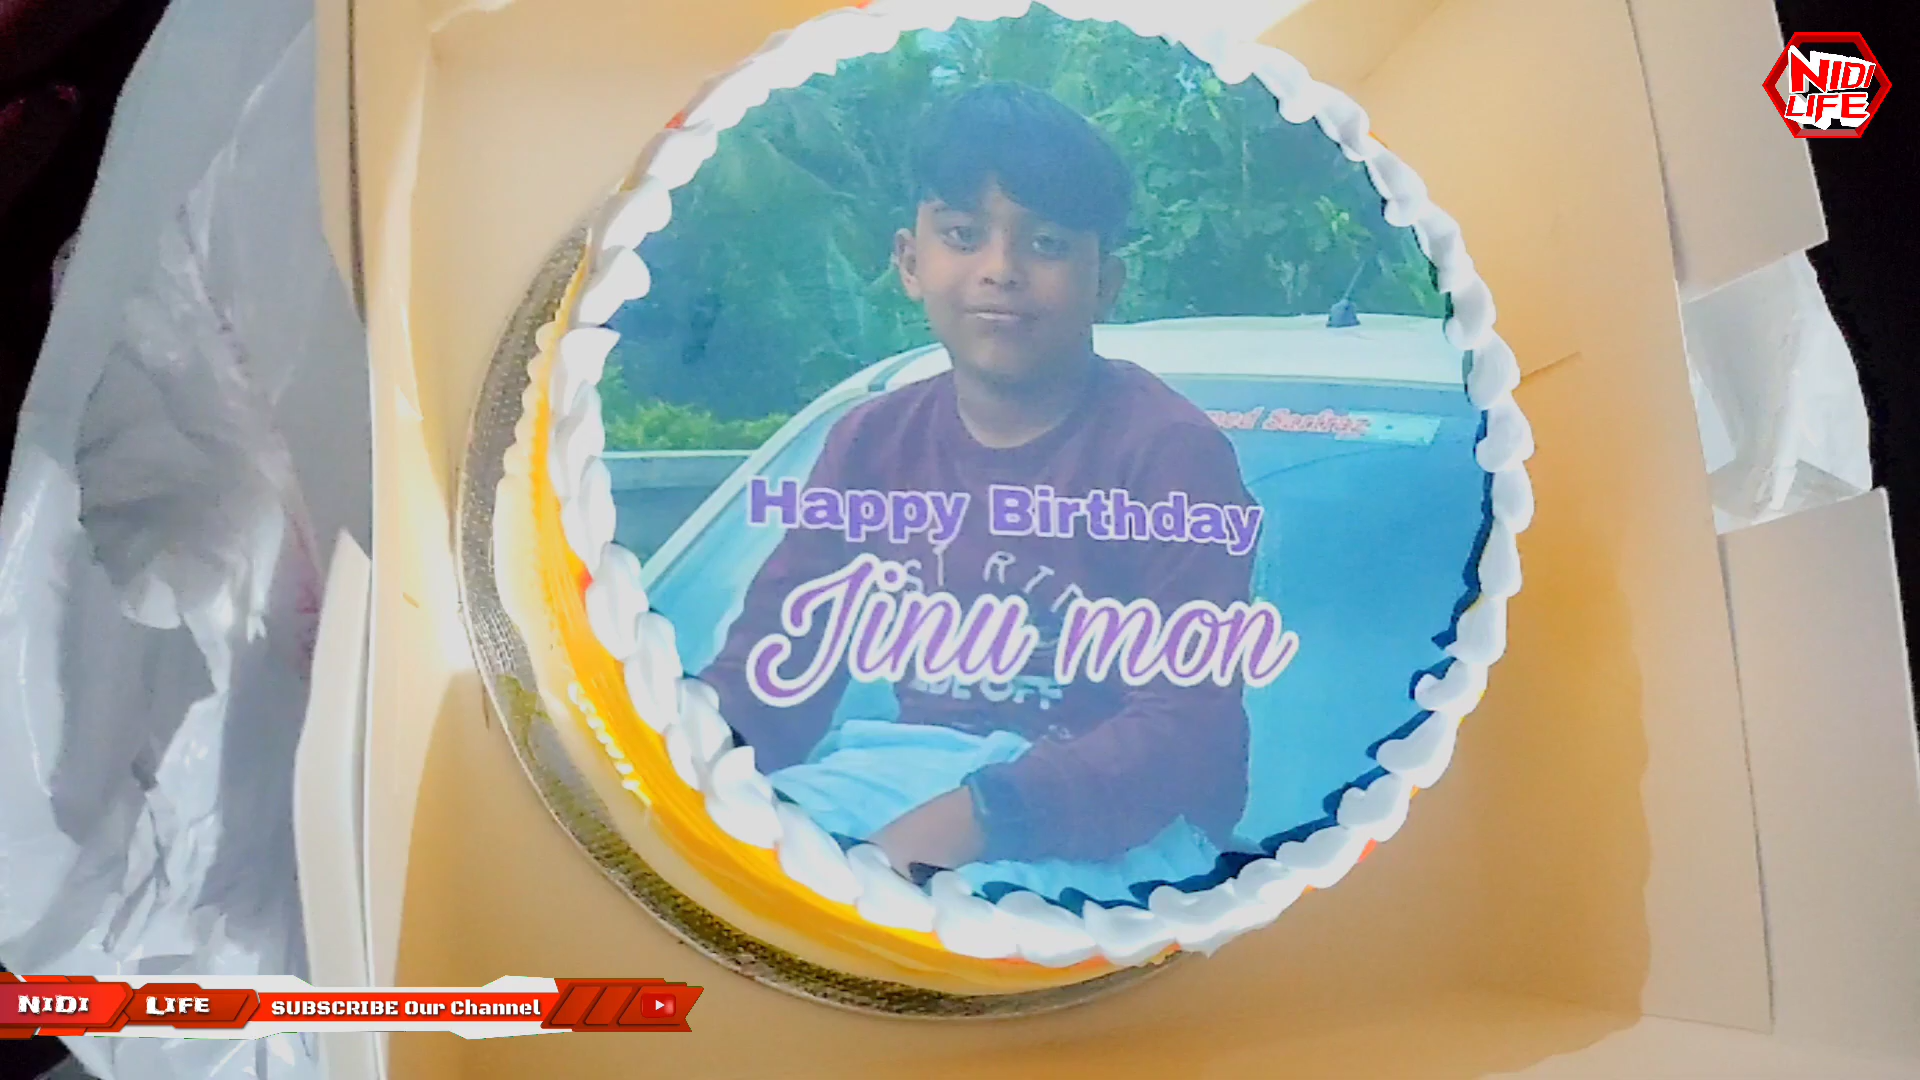 NIDI
LIFE
Happy Birthday
Jinu mon
NiDi LIFE SUBSCRIBE Our Channel